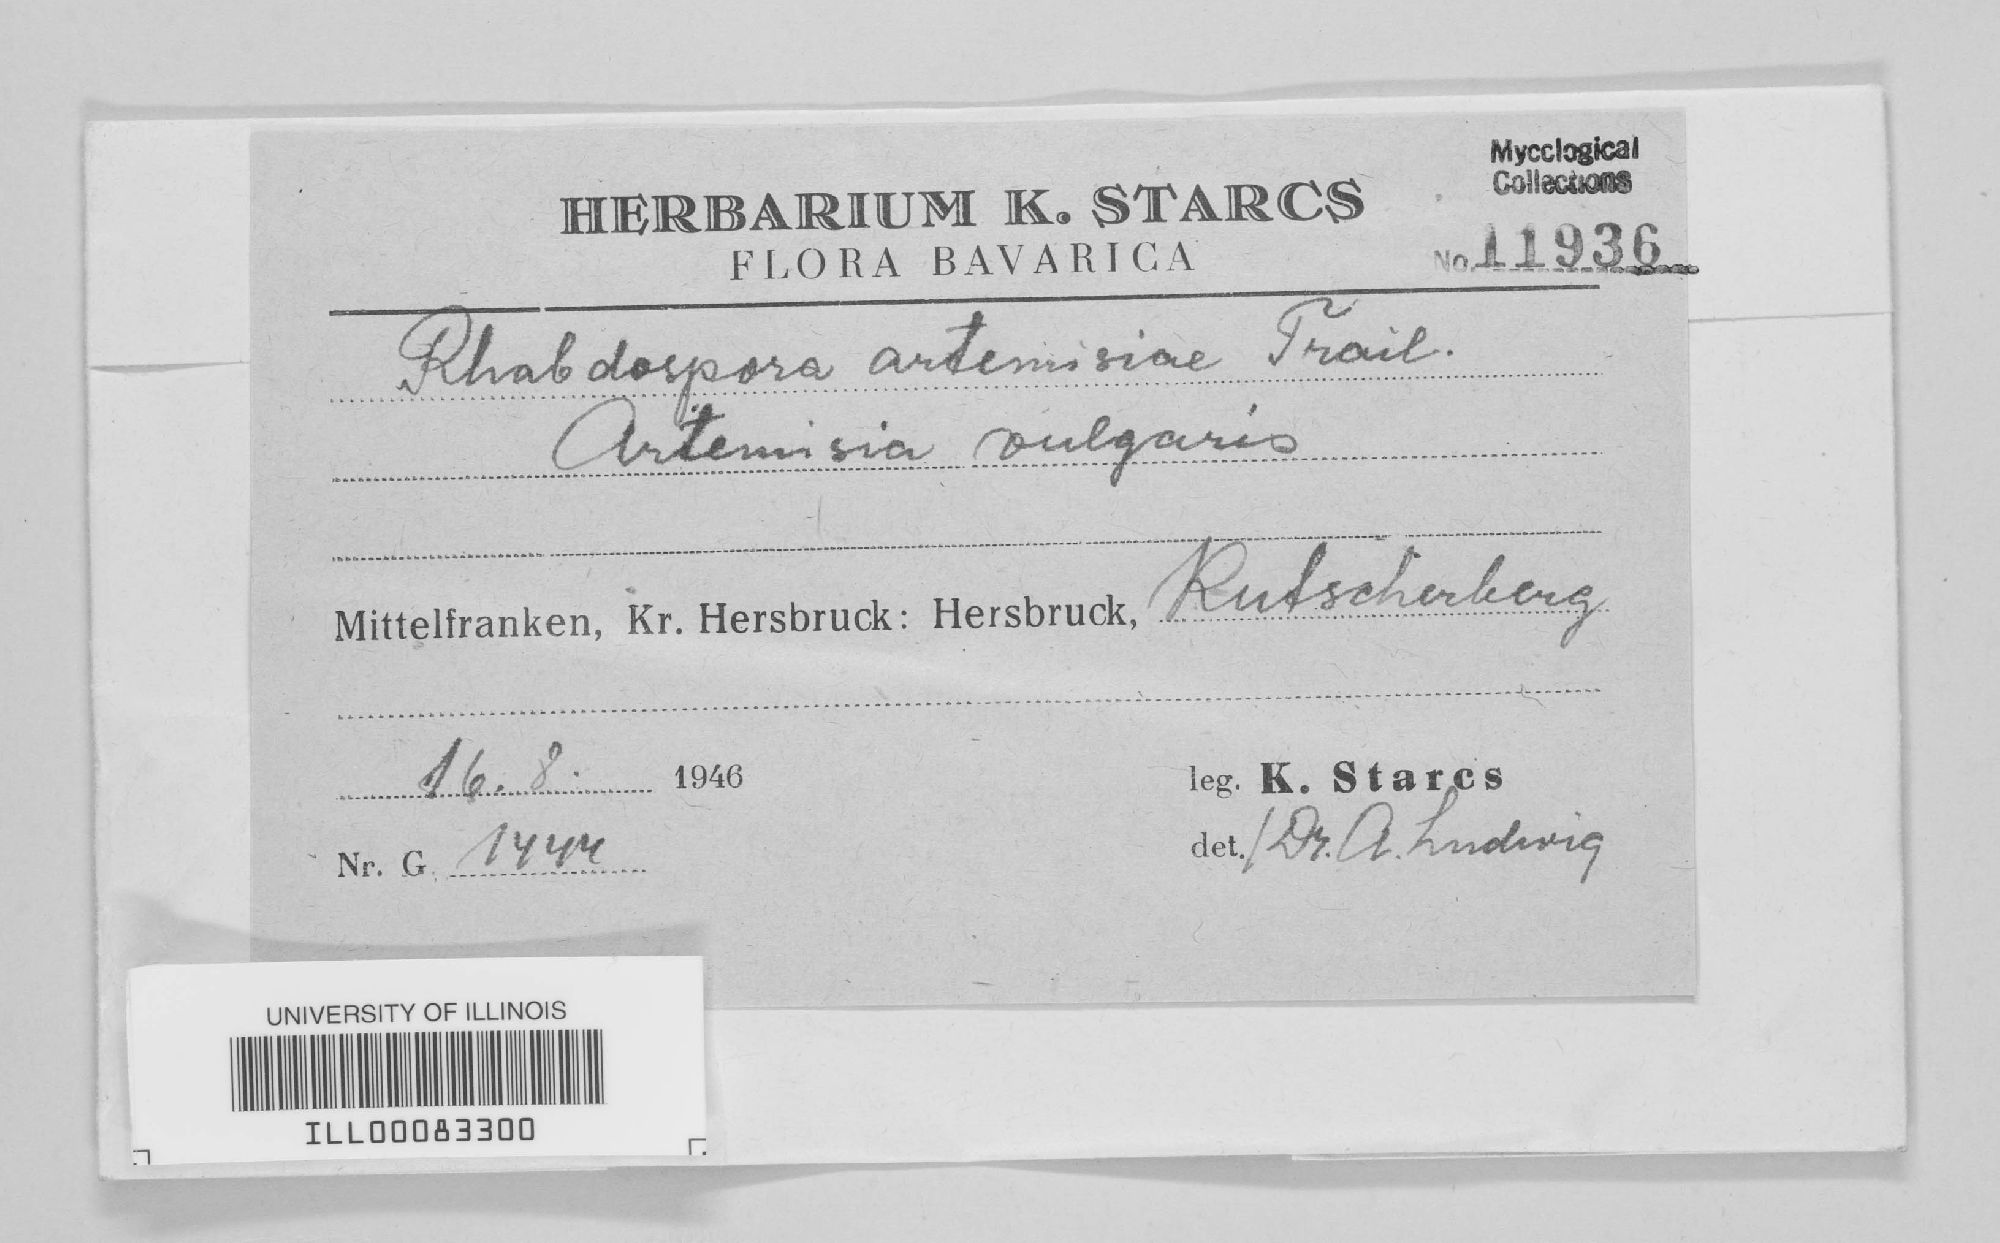 Mycological
Collections
HERBARIUM K. STARCS
No. 11936
FLORA BAVARICA
Rhabdospora artemisiae Trail.
Artemisia vulgaris
Mittelfranken, Kr. Hersbruck: Hersbruck, Kutscherberg
16. 8. 1946
leg. K. Starcs
Nr. G. 1444
det. / Dr. A. Ludwig
UNIVERSITY OF ILLINOIS
ILL00083300